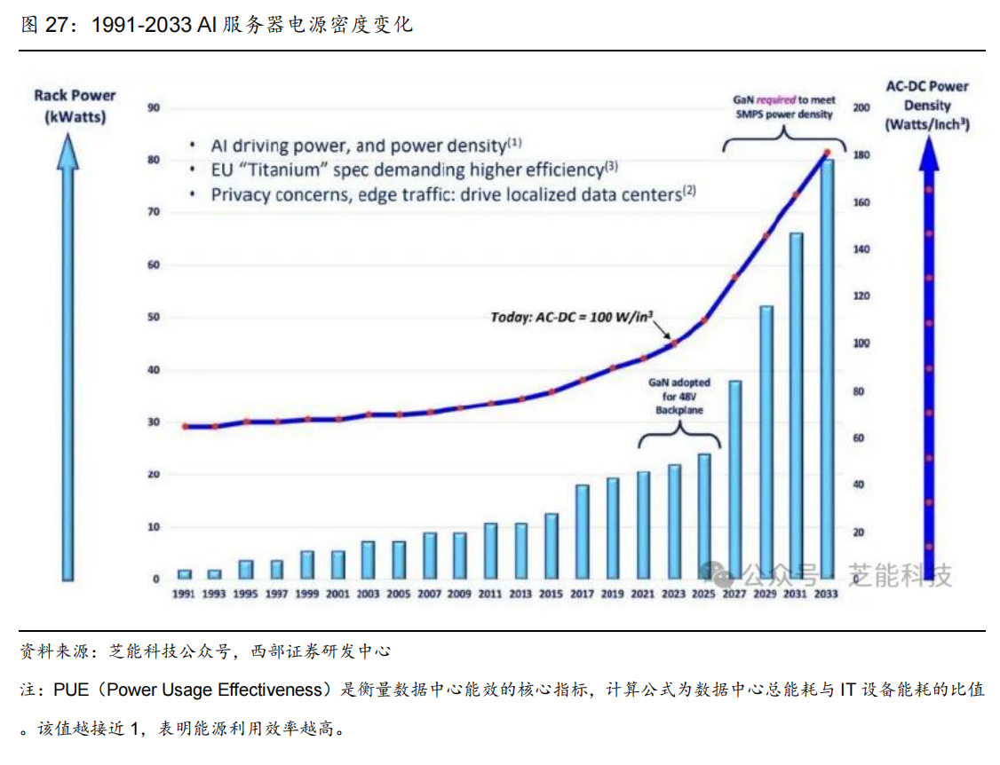 图 27：1991-2033 AI 服务器电源密度变化
Rack Power
(kWatts)
AC-DC Power
Density
(Watts/Inch³)
GaN required to meet
SMPS power density
• AI driving power, and power density(1)
• EU “Titanium” spec demanding higher efficiency(3)
• Privacy concerns, edge traffic: drive localized data centers(2)
Today: AC-DC = 100 W/in³
GaN adopted
for 48V
Backplane
90
80
70
60
50
40
30
20
10
0
200
180
160
140
120
100
80
60
40
20
0
1991 1993 1995 1997 1999 2001 2003 2005 2007 2009 2011 2013 2015 2017 2019 2021 2023 2025 2027 2029 2031 2033
公众号 芝能科技
资料来源：芝能科技公众号，西部证券研发中心
注：PUE（Power Usage Effectiveness）是衡量数据中心能效的核心指标，计算公式为数据中心总能耗与 IT 设备能耗的比值
。该值越接近 1，表明能源利用效率越高。